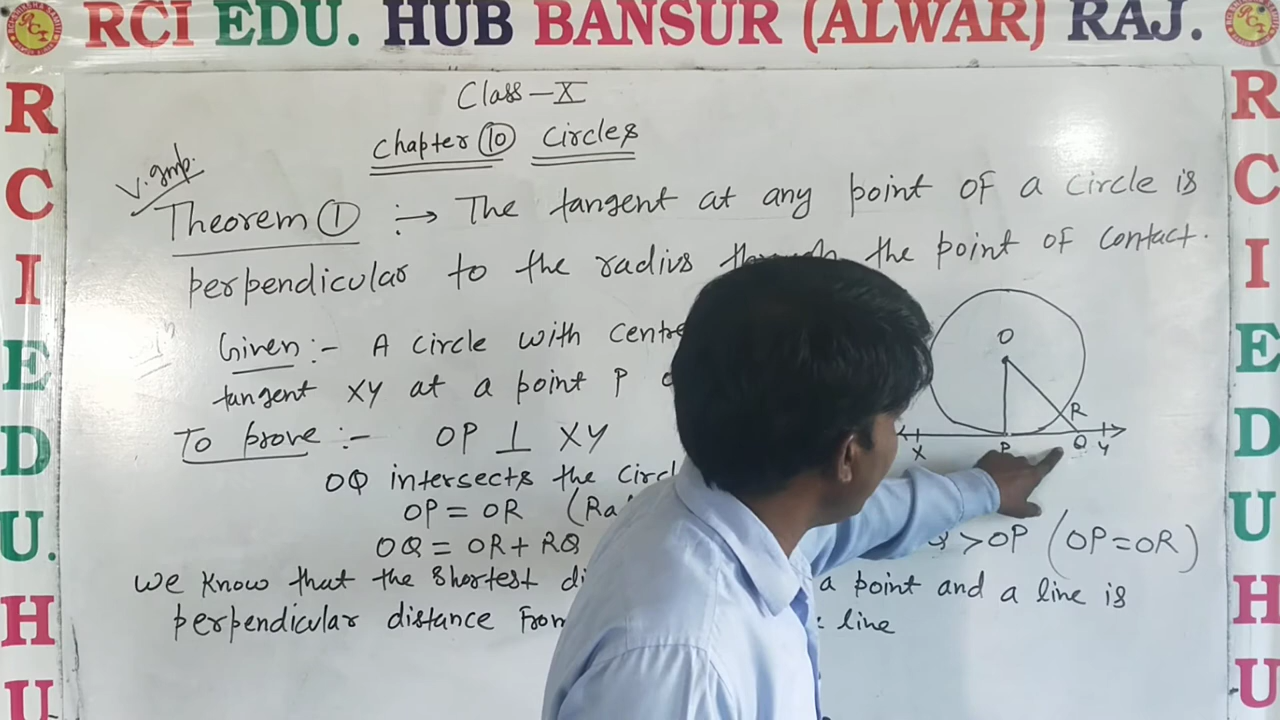 RCI EDU. HUB BANSUR (ALWAR) RAJ.
R
C
I
E
D
U.
H
U
Class - X
Chapter 10 Circles
V. Imp.
Theorem 1 :→ The tangent at any point of a circle is
perpendicular to the radius through the point of contact.
Given :- A circle with centre
tangent XY at a point P
To prove :- OP ⊥ XY
OQ intersects the circ
OP = OR (Ra
OQ = OR + RQ
> OP (OP = OR)
We know that the shortest di a point and a line is
perpendicular distance from line
O
R
X P Q Y
R
C
I
E
D
U
H
U